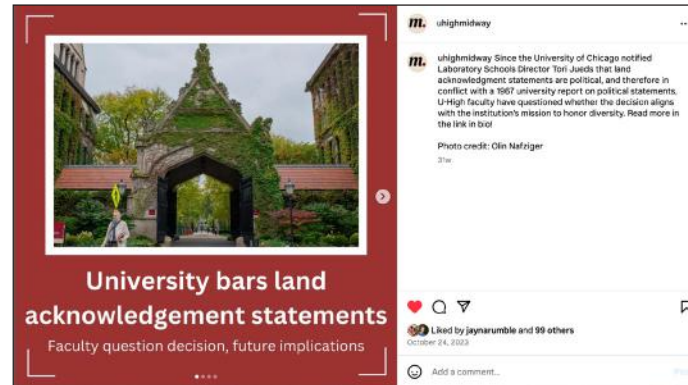 University bars land
acknowledgement statements
Faculty question decision, future implications
m. uhighmidway
m. uhighmidway Since the University of Chicago notified
Laboratory Schools Director Tori Jueds that land
acknowledgement statements are political, and therefore in
conflict with a 1967 university report on political statements,
U-High faculty have questioned whether the decision aligns
with the institution's mission to honor diversity. Read more in
the link in bio!
Photo credit: Olin Nafziger
31w
Liked by jaynarumble and 99 others
October 24, 2023
Add a comment...
Post